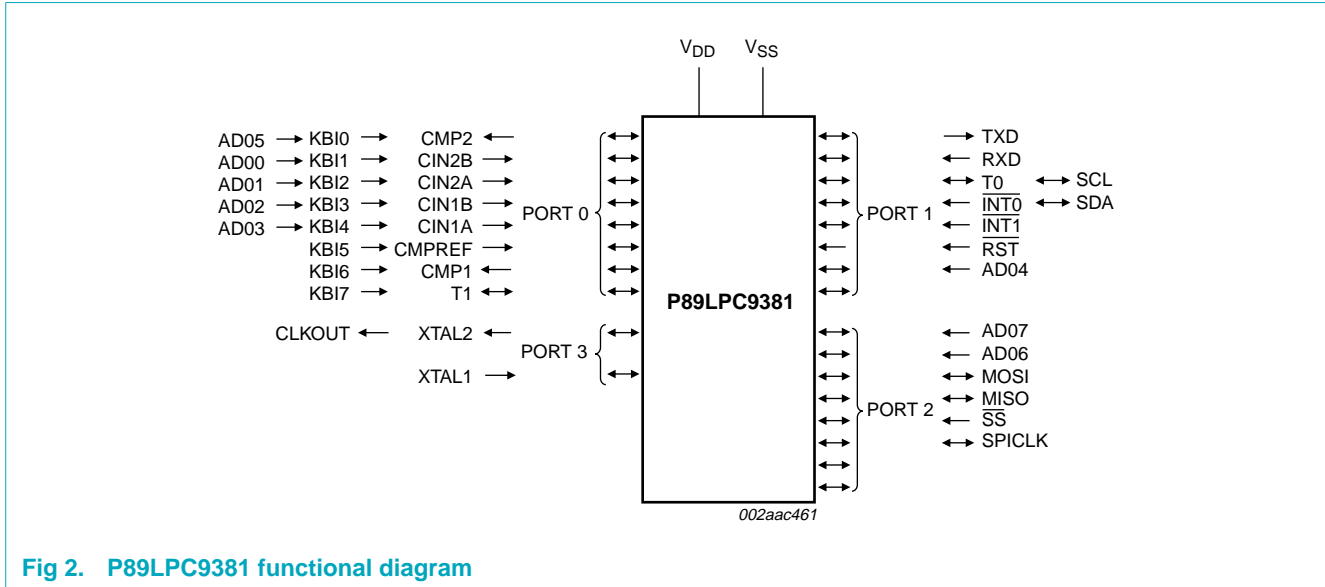 VDD VSS
AD05 KBI0 CMP2 TXD
AD00 KBI1 CIN2B RXD
AD01 KBI2 CIN2A T0 SCL
AD02 KBI3 CIN1B PORT 0 PORT 1 INT0 SDA
AD03 KBI4 CIN1A INT1
KBI5 CMPREF RST
KBI6 CMP1 AD04
KBI7 T1
P89LPC9381
CLKOUT XTAL2 PORT 3 AD07
AD06
XTAL1 MOSI
MISO
PORT 2 SS
SPICLK
002aac461
Fig 2. P89LPC9381 functional diagram